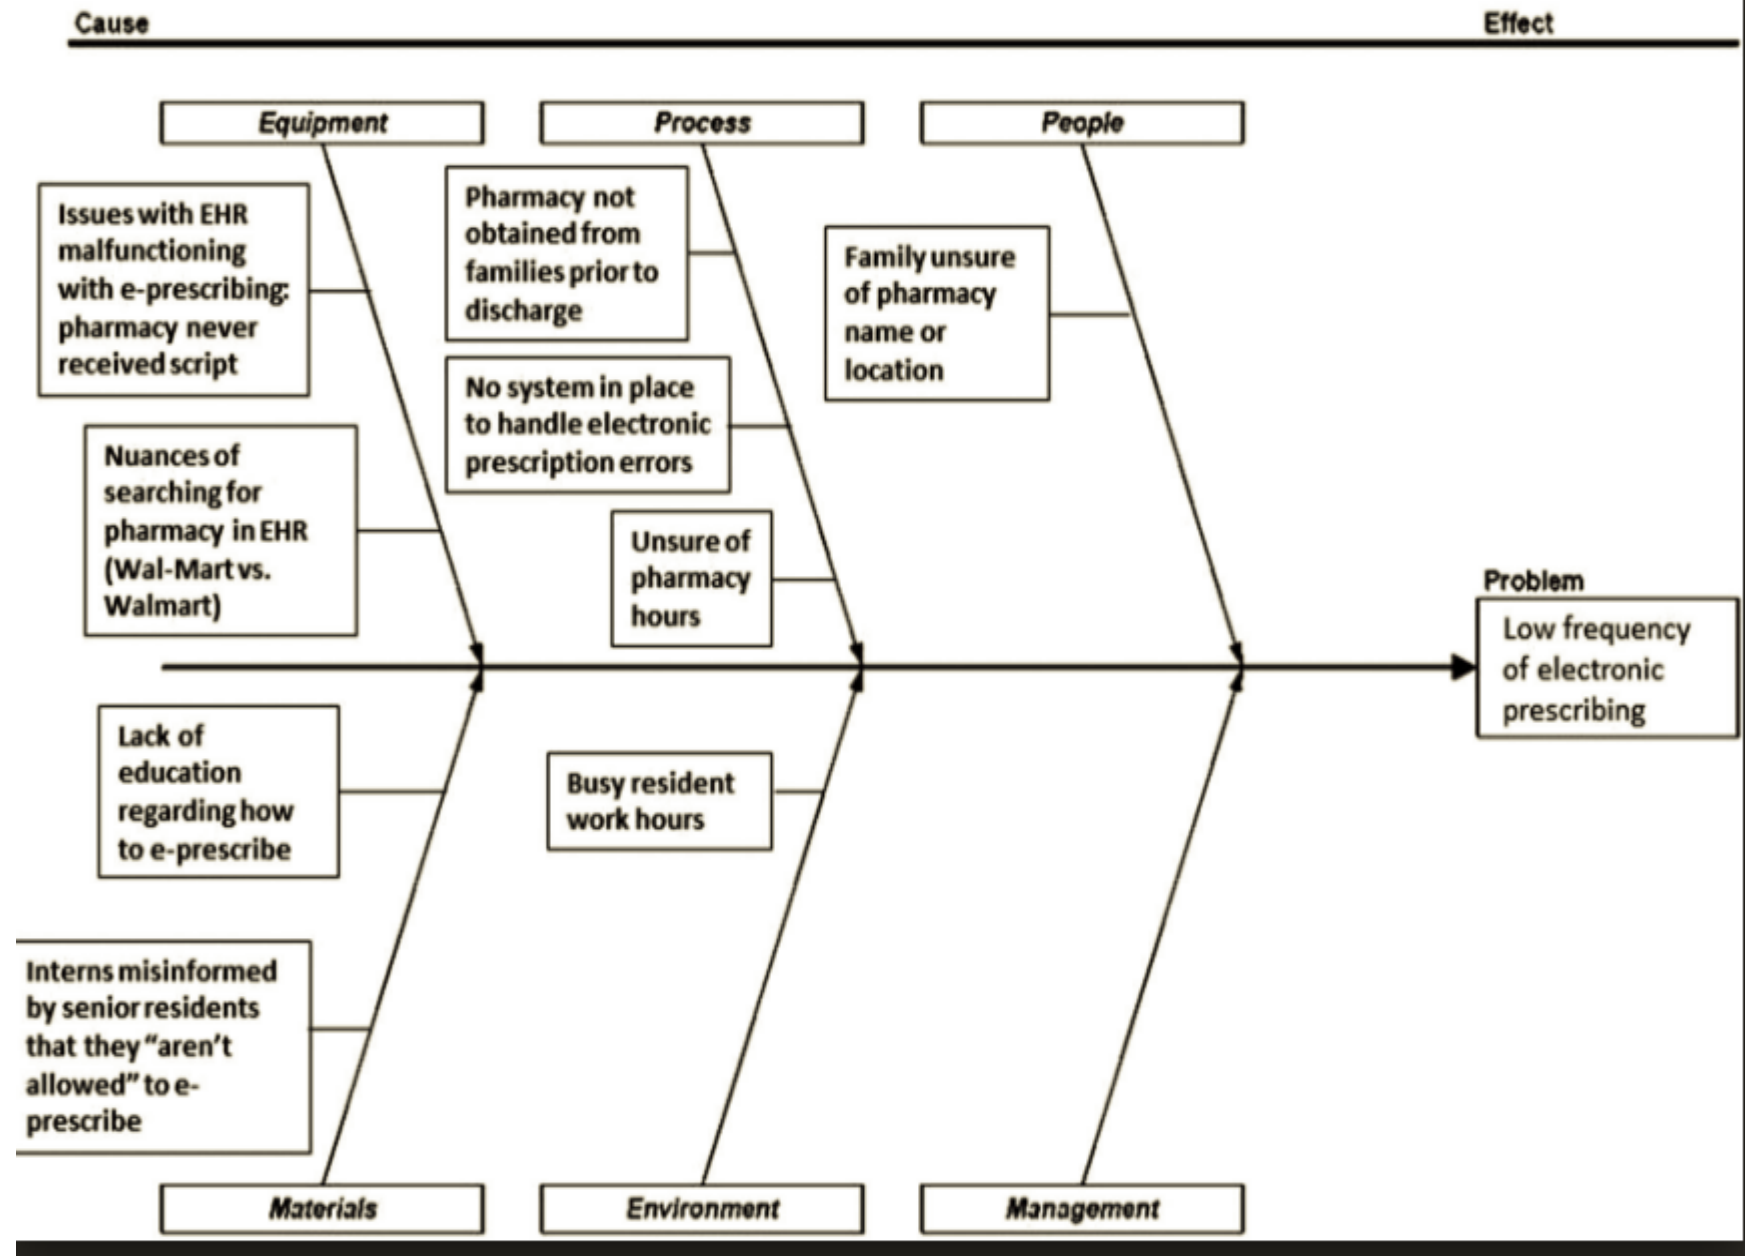 Cause
Effect
Equipment
Process
People
Issues with EHR
malfunctioning
with e-prescribing:
pharmacy never
received script
Pharmacy not
obtained from
families prior to
discharge
Family unsure
of pharmacy
name or
location
No system in place
to handle electronic
prescription errors
Nuances of
searching for
pharmacy in EHR
(Wal-Mart vs.
Walmart)
Unsure of
pharmacy
hours
Problem
Low frequency
of electronic
prescribing
Lack of
education
regarding how
to e-prescribe
Busy resident
work hours
Interns misinformed
by senior residents
that they “aren’t
allowed” to e-
prescribe
Materials
Environment
Management